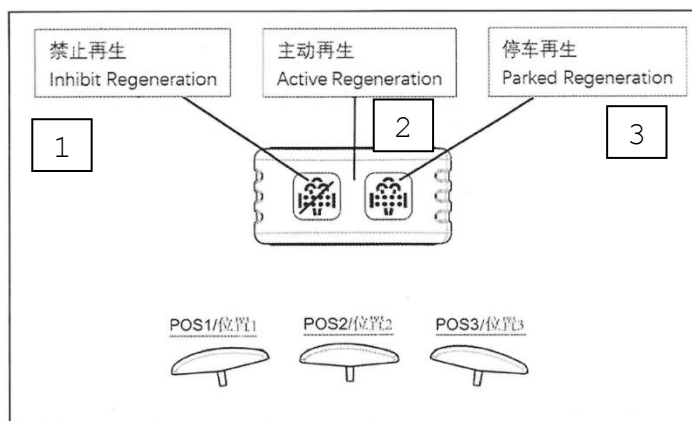 禁止再生
Inhibit Regeneration
主动再生
Active Regeneration
停车再生
Parked Regeneration
1
2
3
POS1/位置1
POS2/位置2
POS3/位置3